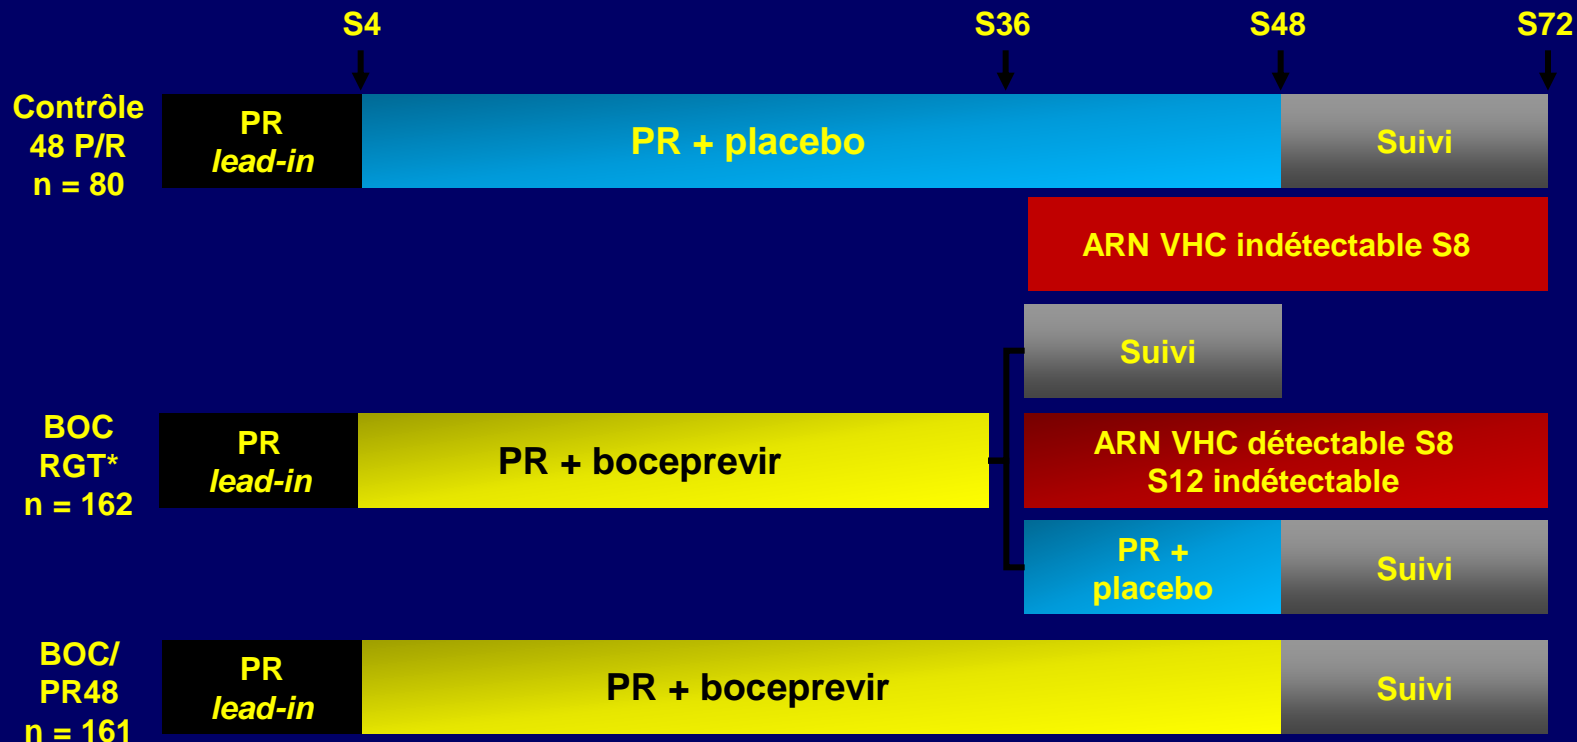 S4
S36
S48
S72
Contrôle
48 P/R
n = 80
PR
lead-in
PR + placebo
Suivi
ARN VHC indétectable S8
Suivi
BOC
RGT*
n = 162
PR
lead-in
PR + boceprevir
ARN VHC détectable S8
S12 indétectable
PR +
placebo
Suivi
BOC/
PR48
n = 161
PR
lead-in
PR + boceprevir
Suivi